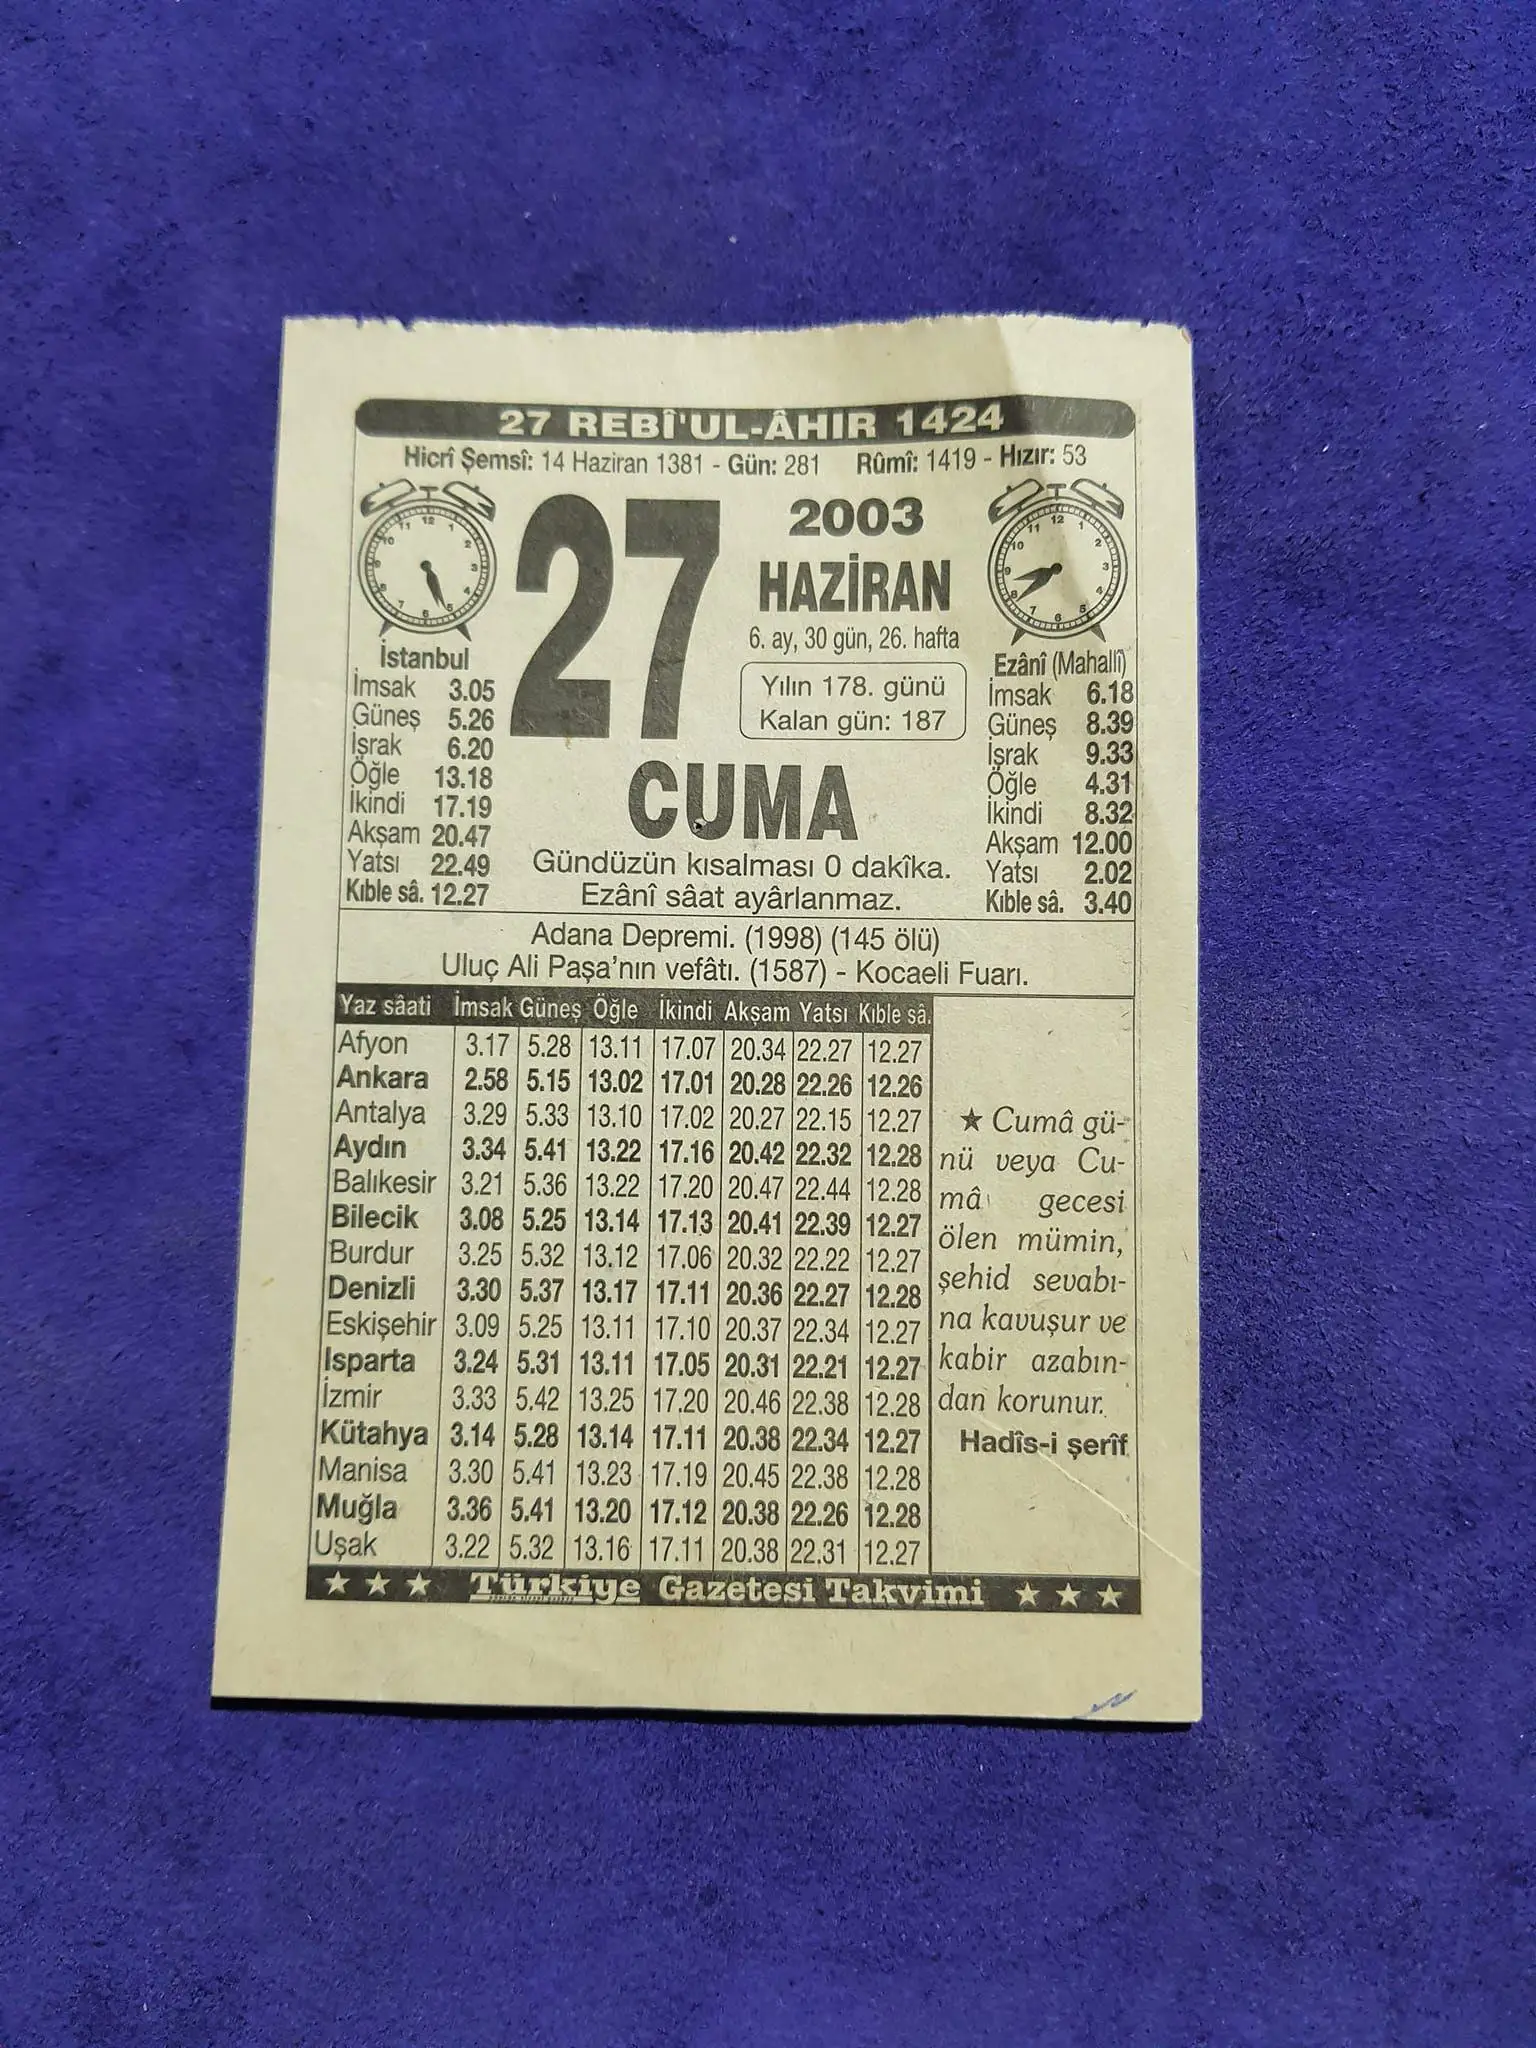 27 REBÎ'UL-ÂHIR 1424
Hicrî Şemsî: 14 Haziran 1381 - Gün: 281 Rûmî: 1419 - Hızır: 53
27
2003
HAZİRAN
6. ay, 30 gün, 26. hafta
Yılın 178. günü
Kalan gün: 187
CUMA
Gündüzün kısalması 0 dakîka.
Ezânî sâat ayârlanmaz.
İstanbul
İmsak 3.05
Güneş 5.26
İşrak 6.20
Öğle 13.18
İkindi 17.19
Akşam 20.47
Yatsı 22.49
Kıble sâ. 12.27
Ezânî (Mahallî)
İmsak 6.18
Güneş 8.39
İşrak 9.33
Öğle 4.31
İkindi 8.32
Akşam 12.00
Yatsı 2.02
Kıble sâ. 3.40
Adana Depremi. (1998) (145 ölü)
Uluç Ali Paşa'nın vefâtı. (1587) - Kocaeli Fuarı.
Yaz sâati İmsak Güneş Öğle İkindi Akşam Yatsı Kıble sâ.
Afyon 3.17 5.28 13.11 17.07 20.34 22.27 12.27
Ankara 2.58 5.15 13.02 17.01 20.28 22.26 12.26
Antalya 3.29 5.33 13.10 17.02 20.27 22.15 12.27
Aydın 3.34 5.41 13.22 17.16 20.42 22.32 12.28
Balıkesir 3.21 5.36 13.22 17.20 20.47 22.44 12.28
Bilecik 3.08 5.25 13.14 17.13 20.41 22.39 12.27
Burdur 3.25 5.32 13.12 17.06 20.32 22.22 12.27
Denizli 3.30 5.37 13.17 17.11 20.36 22.27 12.28
Eskişehir 3.09 5.25 13.11 17.10 20.37 22.34 12.27
Isparta 3.24 5.31 13.11 17.05 20.31 22.21 12.27
İzmir 3.33 5.42 13.25 17.20 20.46 22.38 12.28
Kütahya 3.14 5.28 13.14 17.11 20.38 22.34 12.27
Manisa 3.30 5.41 13.23 17.19 20.45 22.38 12.28
Muğla 3.36 5.41 13.20 17.12 20.38 22.26 12.28
Uşak 3.22 5.32 13.16 17.11 20.38 22.31 12.27
★ Cumâ gü-
nü veya Cu-
mâ gecesi
ölen mümin,
şehid sevabı-
na kavuşur ve
kabir azabın-
dan korunur.
Hadîs-i şerîf
★ ★ ★ Türkiye Gazetesi Takvimi ★ ★ ★